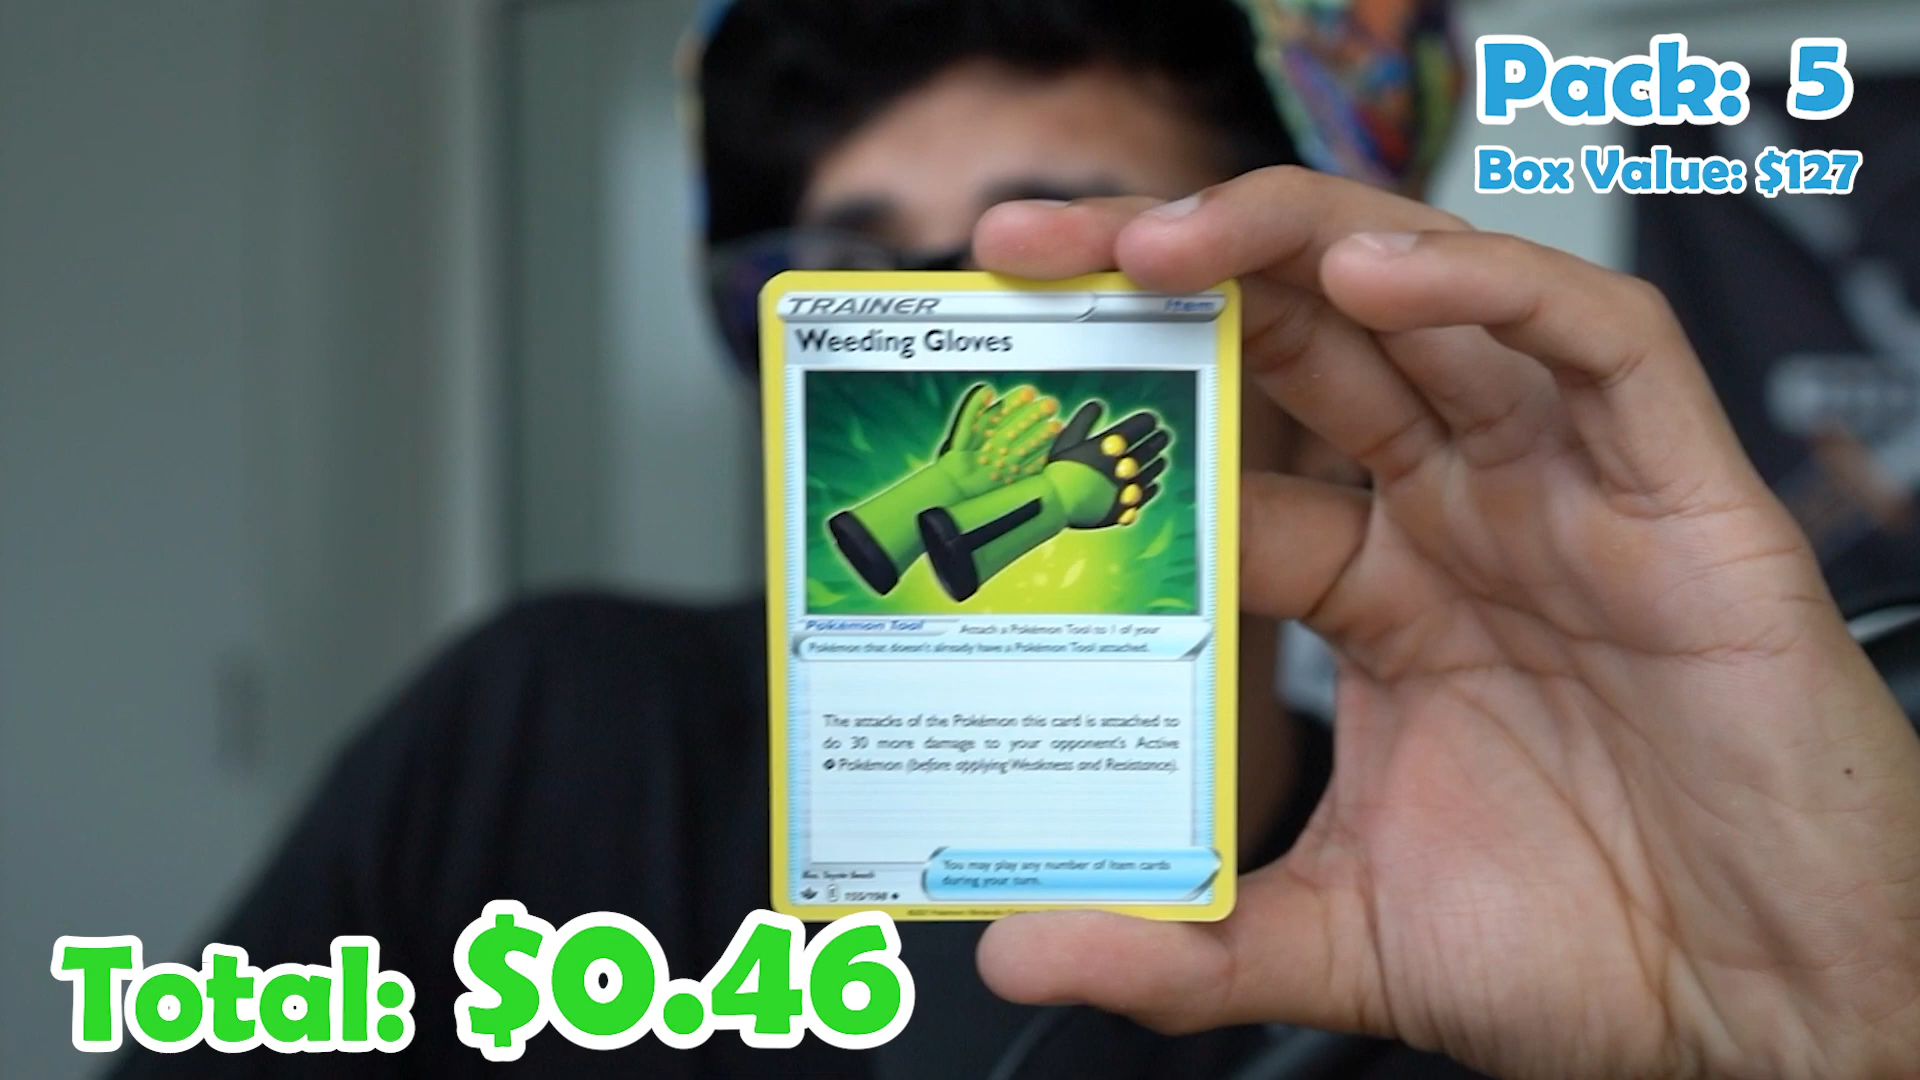 Pack: 5
Box Value: $127
TRAINER Item
Weeding Gloves
Pokémon Tool Attach a Pokémon Tool to 1 of your
Pokémon that doesn't already have a Pokémon Tool attached.
The attacks of the Pokémon this card is attached to
do 30 more damage to your opponent's Active
Pokémon (before applying Weakness and Resistance).
You may play any number of Item cards
during your turn.
155/198
Total: $0.46